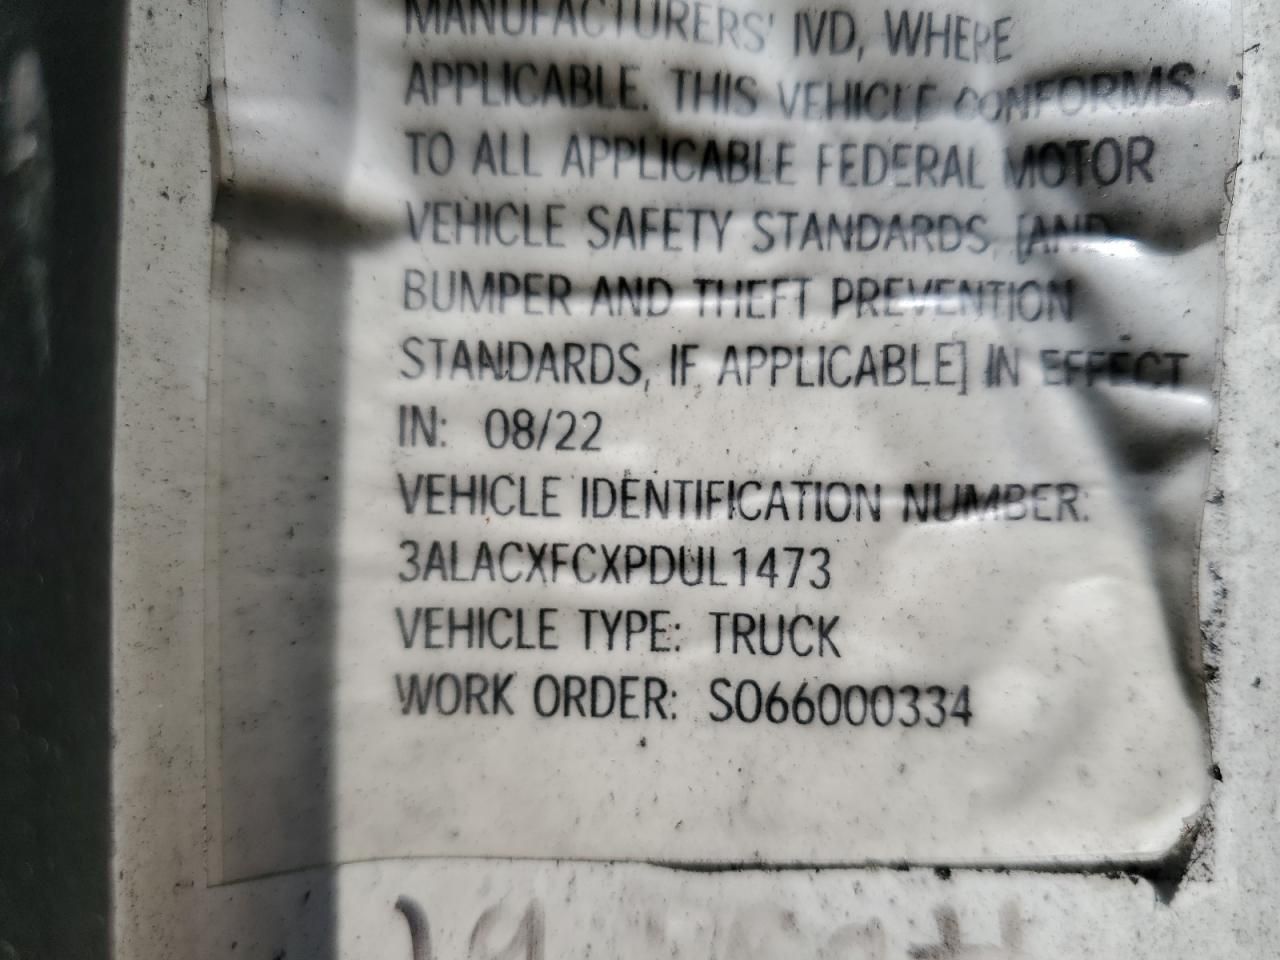 MANUFACTURERS' IVD, WHERE
APPLICABLE. THIS VEHICLE CONFORMS
TO ALL APPLICABLE FEDERAL MOTOR
VEHICLE SAFETY STANDARDS, [AND
BUMPER AND THEFT PREVENTION
STANDARDS, IF APPLICABLE] IN EFFECT
IN: 08/22
VEHICLE IDENTIFICATION NUMBER:
3ALACXFCXPDUL1473
VEHICLE TYPE: TRUCK
WORK ORDER: SO66000334